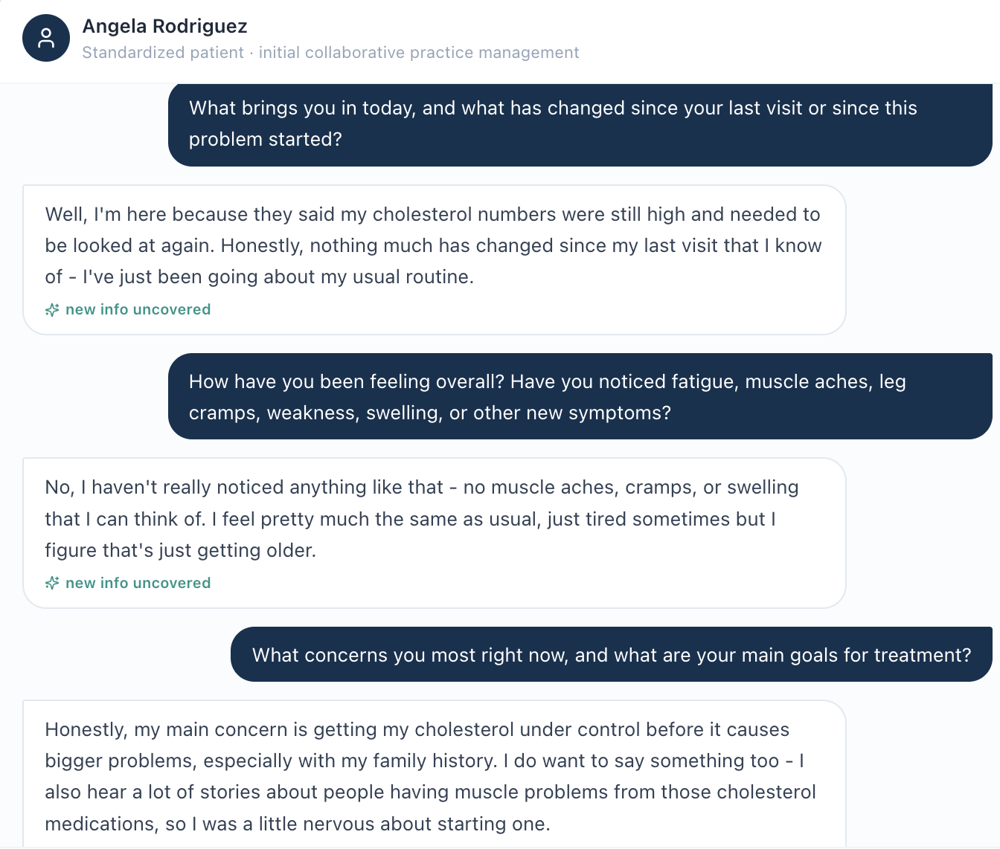 Angela Rodriguez
Standardized patient · initial collaborative practice management
What brings you in today, and what has changed since your last visit or since this
problem started?
Well, I'm here because they said my cholesterol numbers were still high and needed to
be looked at again. Honestly, nothing much has changed since my last visit that I know
of - I've just been going about my usual routine.
new info uncovered
How have you been feeling overall? Have you noticed fatigue, muscle aches, leg
cramps, weakness, swelling, or other new symptoms?
No, I haven't really noticed anything like that - no muscle aches, cramps, or swelling
that I can think of. I feel pretty much the same as usual, just tired sometimes but I
figure that's just getting older.
new info uncovered
What concerns you most right now, and what are your main goals for treatment?
Honestly, my main concern is getting my cholesterol under control before it causes
bigger problems, especially with my family history. I do want to say something too - I
also hear a lot of stories about people having muscle problems from those cholesterol
medications, so I was a little nervous about starting one.